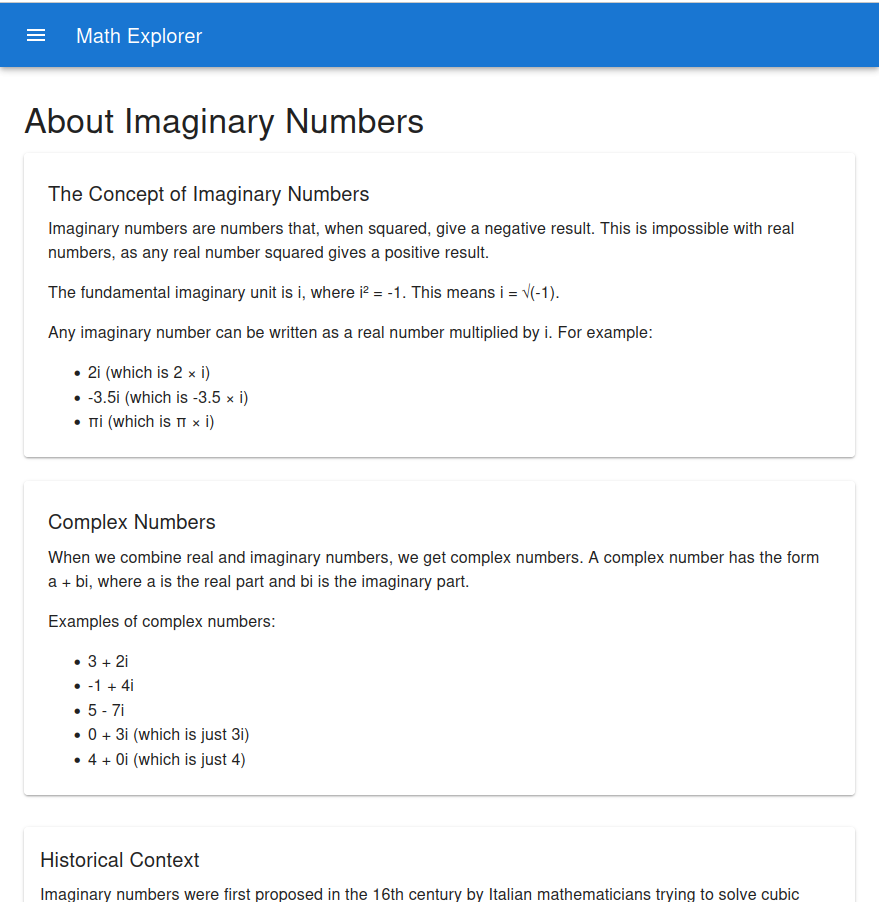 Math Explorer
About Imaginary Numbers
The Concept of Imaginary Numbers
Imaginary numbers are numbers that, when squared, give a negative result. This is impossible with real
numbers, as any real number squared gives a positive result.
The fundamental imaginary unit is i, where i² = -1. This means i = √(-1).
Any imaginary number can be written as a real number multiplied by i. For example:
• 2i (which is 2 × i)
• -3.5i (which is -3.5 × i)
• πi (which is π × i)
Complex Numbers
When we combine real and imaginary numbers, we get complex numbers. A complex number has the form
a + bi, where a is the real part and bi is the imaginary part.
Examples of complex numbers:
• 3 + 2i
• -1 + 4i
• 5 - 7i
• 0 + 3i (which is just 3i)
• 4 + 0i (which is just 4)
Historical Context
Imaginary numbers were first proposed in the 16th century by Italian mathematicians trying to solve cubic